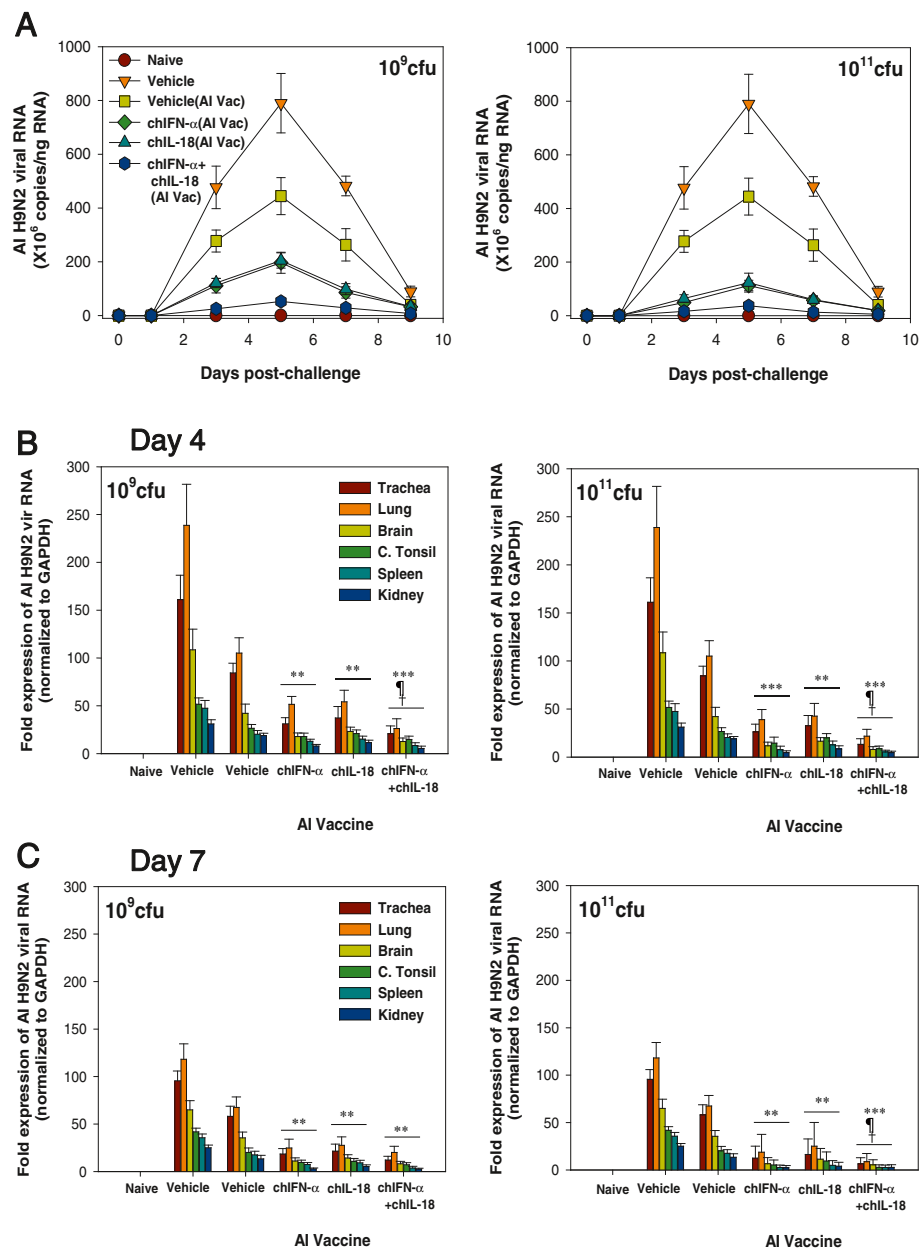 A
AI H9N2 viral RNA
(X10⁶ copies/ng RNA)
1000
800
600
400
200
0
Naive
Vehicle
Vehicle(AI Vac)
chIFN-α(AI Vac)
chIL-18(AI Vac)
chIFN-α+
chIL-18
(AI Vac)
10⁹cfu
0 2 4 6 8 10
Days post-challenge
AI H9N2 viral RNA
(X10⁶ copies/ng RNA)
1000
800
600
400
200
0
10¹¹cfu
0 2 4 6 8 10
Days post-challenge
B Day 4
Fold expression of AI H9N2 vir RNA
(normalized to GAPDH)
300
250
200
150
100
50
0
10⁹cfu
Trachea
Lung
Brain
C. Tonsil
Spleen
Kidney
** ** ***
¶
Naive Vehicle Vehicle chIFN-α chIL-18 chIFN-α
+chIL-18
AI Vaccine
Fold expression of AI H9N2 viral RNA
(normalized to GAPDH)
300
250
200
150
100
50
0
10¹¹cfu
*** ** ***
¶
Naive Vehicle Vehicle chIFN-α chIL-18 chIFN-α
+chIL-18
AI Vaccine
C Day 7
Fold expression of AI H9N2 viral RNA
(normalized to GAPDH)
300
250
200
150
100
50
0
10⁹cfu
Trachea
Lung
Brain
C. Tonsil
Spleen
Kidney
** ** **
Naive Vehicle Vehicle chIFN-α chIL-18 chIFN-α
+chIL-18
AI Vaccine
Fold expression of AI H9N2 viral RNA
(normalized to GAPDH)
300
250
200
150
100
50
0
10¹¹cfu
** ** ***
¶
Naive Vehicle Vehicle chIFN-α chIL-18 chIFN-α
+chIL-18
AI Vaccine